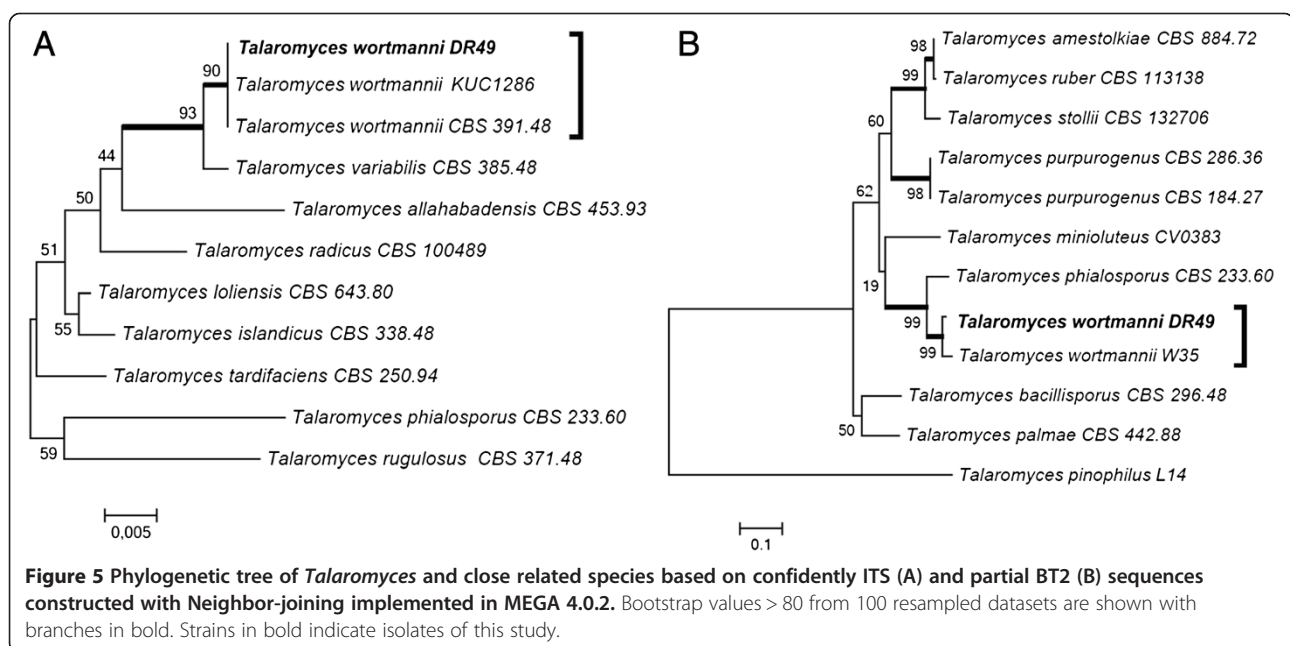 A
Talaromyces wortmanni DR49
90
Talaromyces wortmannii KUC1286
93
Talaromyces wortmannii CBS 391.48
44
Talaromyces variabilis CBS 385.48
50
Talaromyces allahabadensis CBS 453.93
51
Talaromyces radicus CBS 100489
Talaromyces loliensis CBS 643.80
55
Talaromyces islandicus CBS 338.48
Talaromyces tardifaciens CBS 250.94
Talaromyces phialosporus CBS 233.60
59
Talaromyces rugulosus CBS 371.48
0,005
B
98
Talaromyces amestolkiae CBS 884.72
99
Talaromyces ruber CBS 113138
Talaromyces stollii CBS 132706
60
Talaromyces purpurogenus CBS 286.36
98
Talaromyces purpurogenus CBS 184.27
62
Talaromyces minioluteus CV0383
19
Talaromyces phialosporus CBS 233.60
99
Talaromyces wortmanni DR49
99
Talaromyces wortmannii W35
Talaromyces bacillisporus CBS 296.48
50
Talaromyces palmae CBS 442.88
Talaromyces pinophilus L14
0.1
Figure 5 Phylogenetic tree of Talaromyces and close related species based on confidently ITS (A) and partial BT2 (B) sequences
constructed with Neighbor-joining implemented in MEGA 4.0.2. Bootstrap values > 80 from 100 resampled datasets are shown with
branches in bold. Strains in bold indicate isolates of this study.